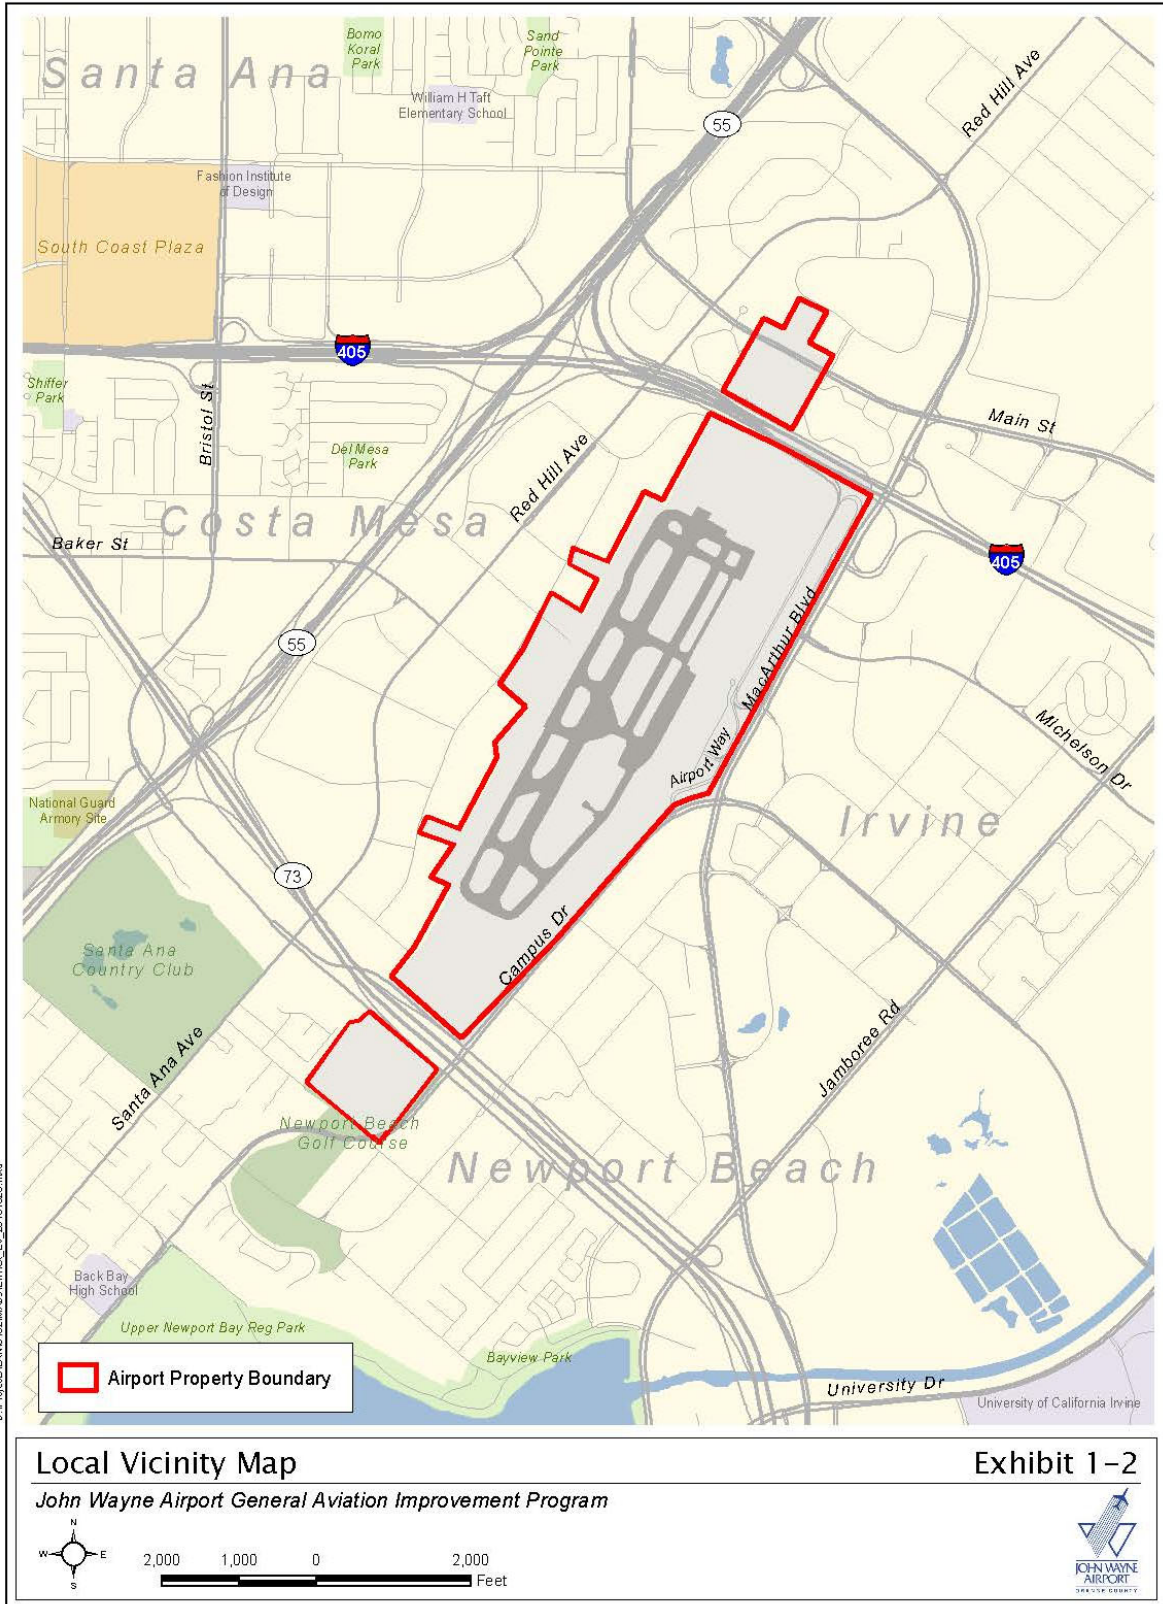 Santa Ana
Bomo
Koral
Park
Sand
Pointe
Park
William H Taft
Elementary School
55
Red Hill Ave
Fashion Institute
of Design
South Coast Plaza
405
Shiffer
Park
Bristol St
Del Mesa
Park
Red Hill Ave
Main St
Costa Mesa
Baker St
405
55
MacArthur Blvd
Michelson Dr
Airport Way
National Guard
Armory Site
Irvine
73
Campus Dr
Santa Ana
Country Club
Jamboree Rd
Santa Ana Ave
Newport Beach
Golf Course
Newport Beach
Back Bay
High School
Upper Newport Bay Reg Park
Bayview Park
University Dr
University of California Irvine
Airport Property Boundary
Local Vicinity Map
Exhibit 1-2
John Wayne Airport General Aviation Improvement Program
N
W E
S
2,000 1,000 0 2,000
Feet
JOHN WAYNE
AIRPORT
ORANGE COUNTY